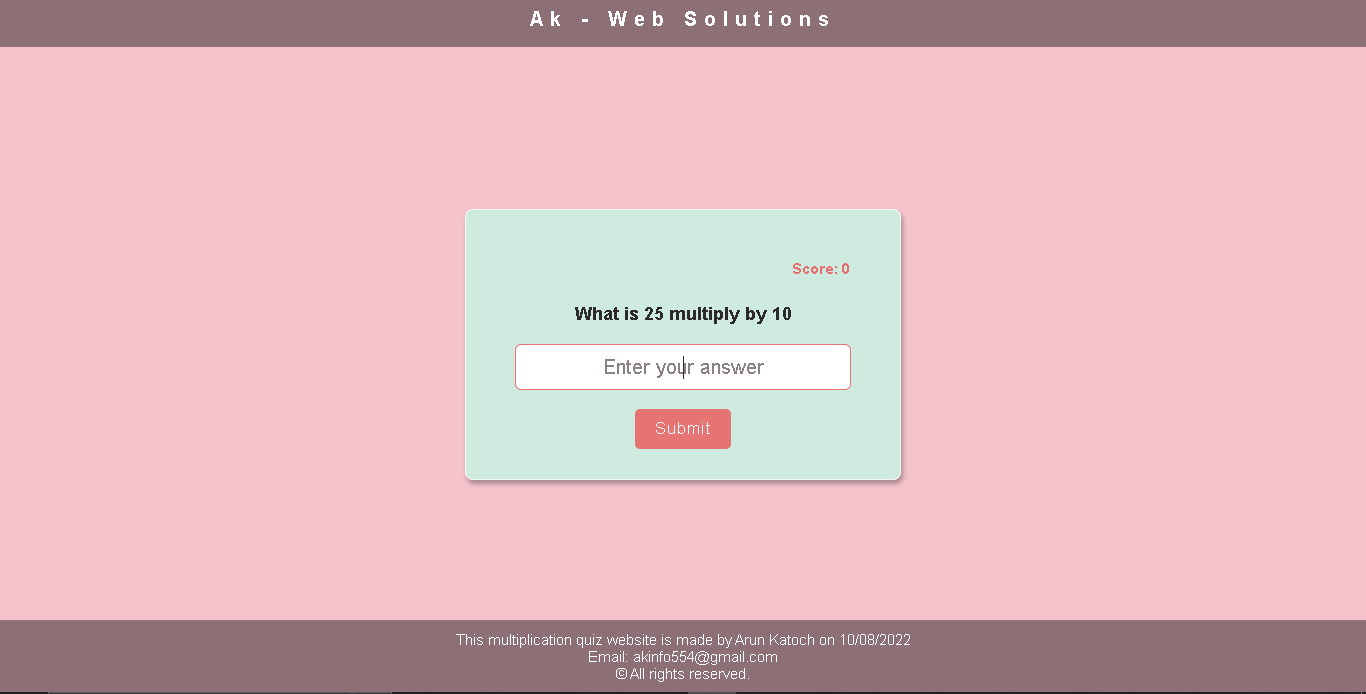 Ak - Web Solutions
Score: 0
What is 25 multiply by 10
Enter your answer
Submit
This multiplication quiz website is made by Arun Katoch on 10/08/2022
Email: akinfo554@gmail.com
© All rights reserved.